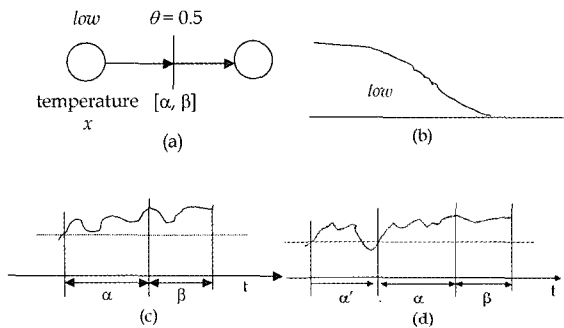 low
θ = 0.5
temperature
x
[α, β]
(a)
low
(b)
t
α
β
(c)
t
α'
α
β
(d)